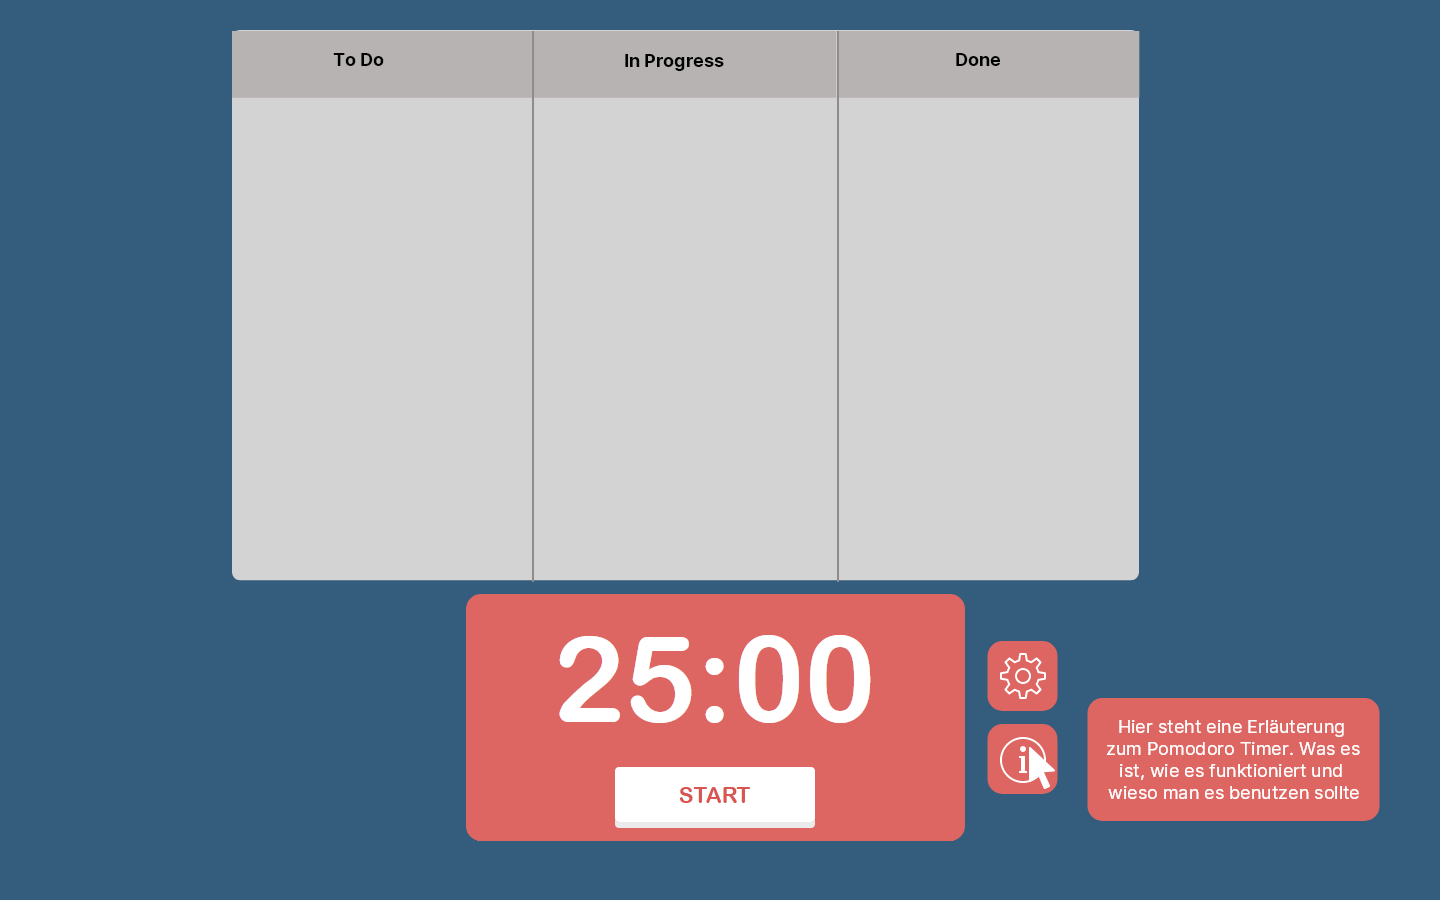 To Do
In Progress
Done
25:00
START
Hier steht eine Erläuterung
zum Pomodoro Timer. Was es
ist, wie es funktioniert und
wieso man es benutzen sollte